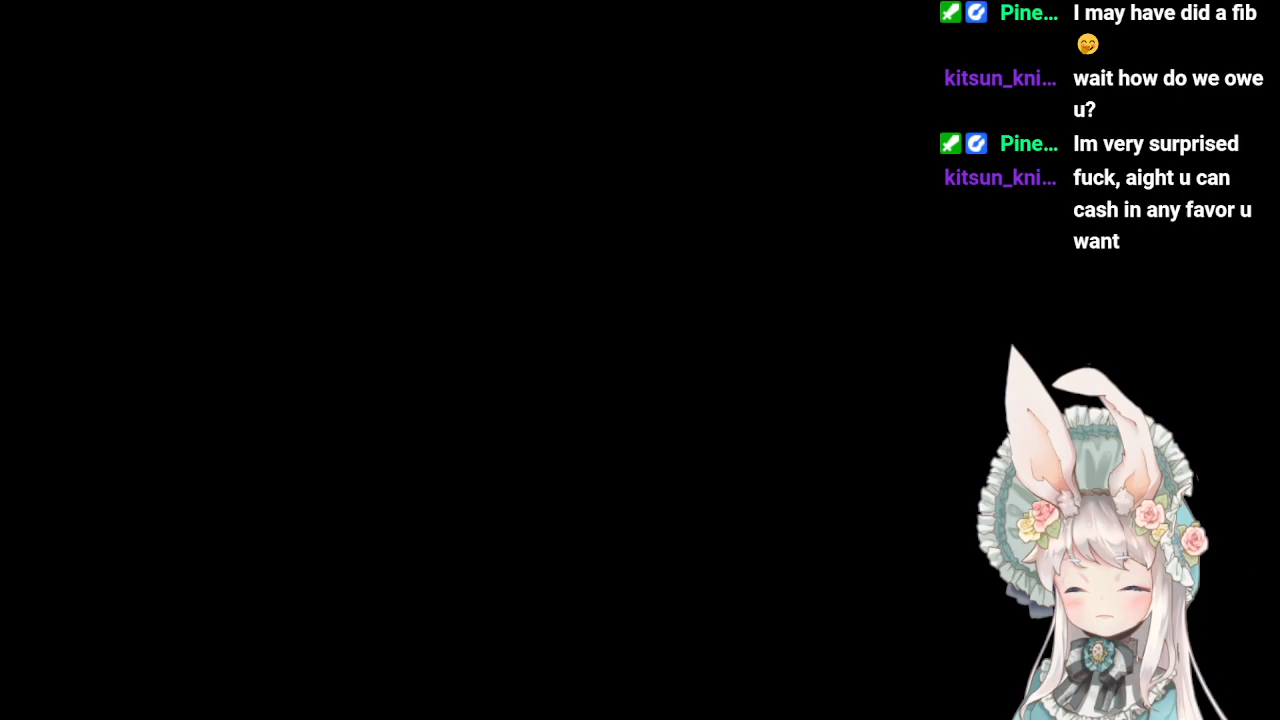 Pine... I may have did a fib
🤭
kitsun_kni... wait how do we owe
u?
Pine... Im very surprised
kitsun_kni... fuck, aight u can
cash in any favor u
want